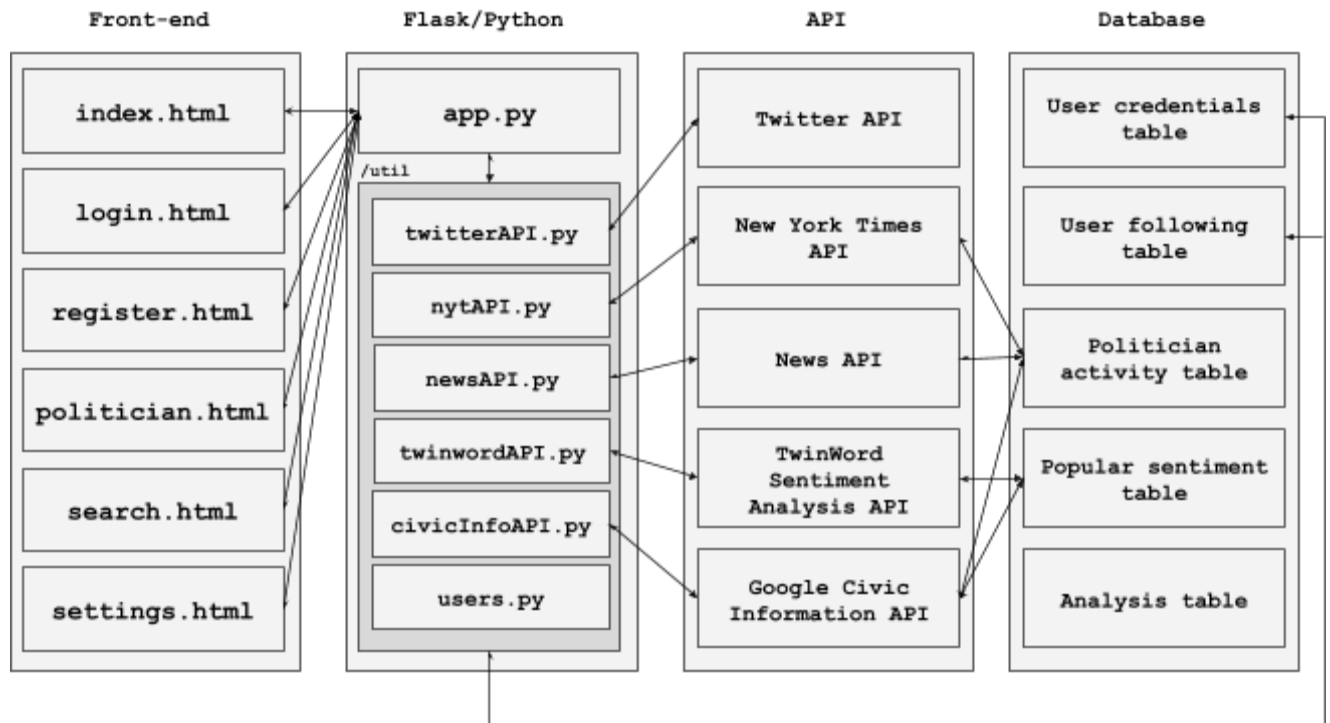 Front-end
Flask/Python
API
Database
index.html
login.html
register.html
politician.html
search.html
settings.html
app.py
/util
twitterAPI.py
nytAPI.py
newsAPI.py
twinwordAPI.py
civicInfoAPI.py
users.py
Twitter API
New York Times
API
News API
TwinWord
Sentiment
Analysis API
Google Civic
Information API
User credentials
table
User following
table
Politician
activity table
Popular sentiment
table
Analysis table